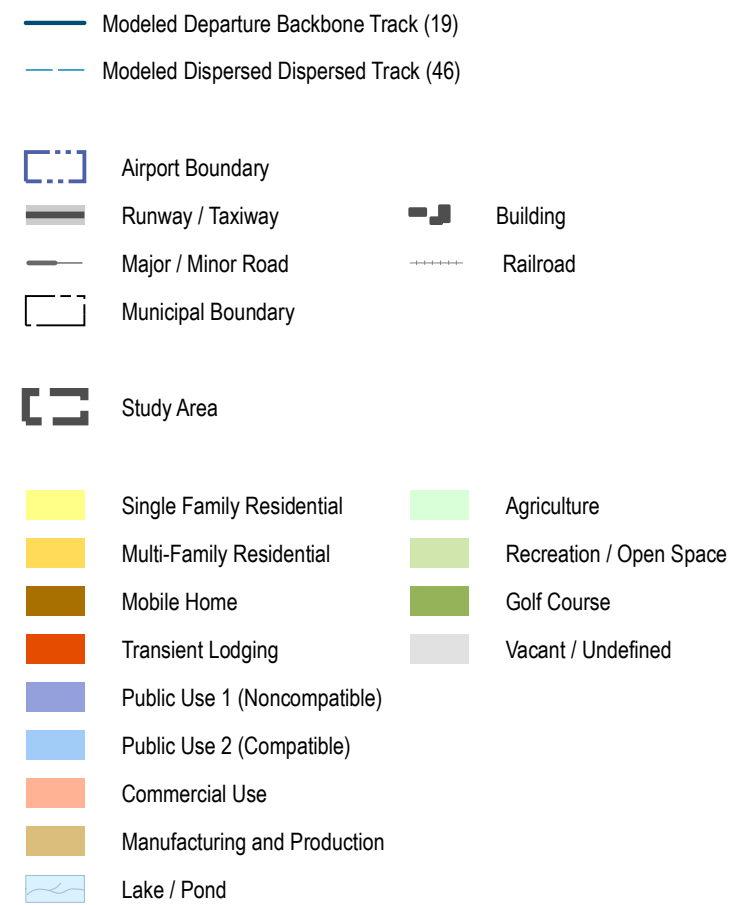 Modeled Departure Backbone Track (19)
Modeled Dispersed Dispersed Track (46)
Airport Boundary
Runway / Taxiway
Building
Major / Minor Road
Railroad
Municipal Boundary
Study Area
Single Family Residential
Agriculture
Multi-Family Residential
Recreation / Open Space
Mobile Home
Golf Course
Transient Lodging
Vacant / Undefined
Public Use 1 (Noncompatible)
Public Use 2 (Compatible)
Commercial Use
Manufacturing and Production
Lake / Pond